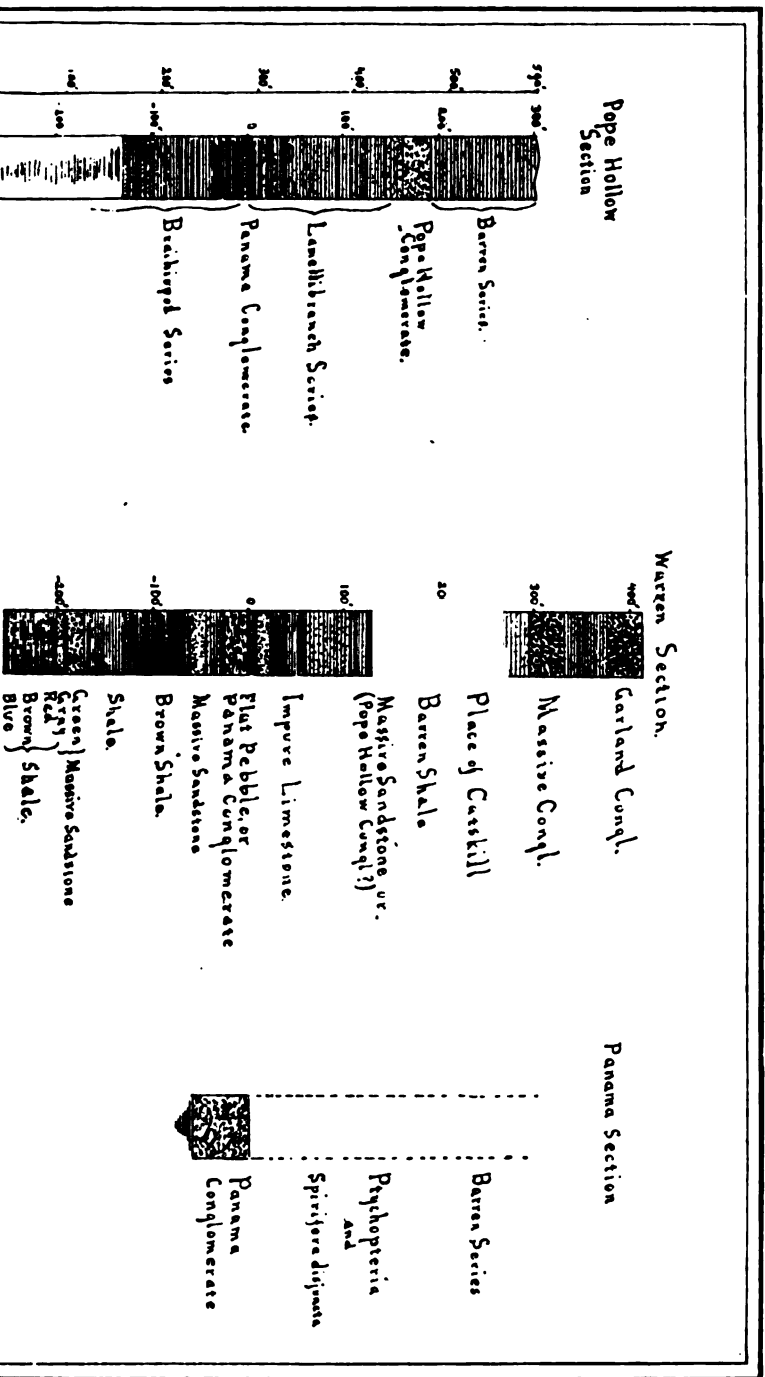 Pope Hollow
Section
590'
500'
400'
300'
200'
100'
300'
200'
100'
0
-100'
-200
Barren Series.
Pope Hollow
Conglomerate.
Lamellibranch Series.
Panama Conglomerate.
Braihiopod Series
Warren Section.
400'
300'
20
100'
0
-100'
-200'
Garland Congl.
Massive Congl.
Place of Catskill
Barren Shale
Massive Sandstone or.
(Pope Hollow Congl?)
Impure Limestone.
Flat Pebble, or
Panama Conglomerate
Massive Sandstone
Brown Shale.
Shale.
Green } Massive Sandstone
Gray
Red
Brown } Shale.
Blue
Panama Section
Barren Series
Ptychopteria
and
Spirifera disjuncta
Panama
Conglomerate